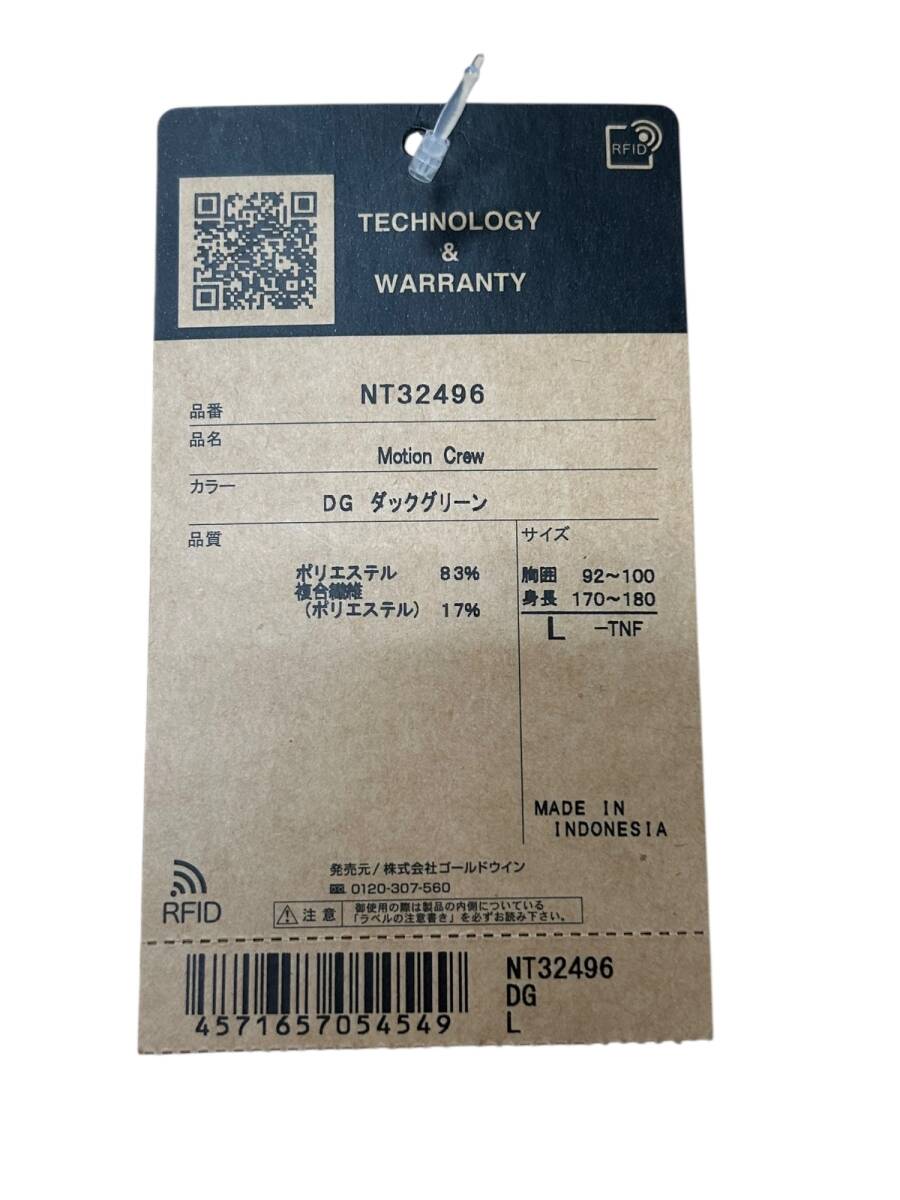 RFID
TECHNOLOGY
&
WARRANTY
品番 NT32496
品名 Motion Crew
カラー DG ダックグリーン
品質
ポリエステル 83%
複合繊維
(ポリエステル) 17%
サイズ
胸囲 92～100
身長 170～180
L -TNF
MADE IN
INDONESIA
発売元/株式会社ゴールドウイン
0120-307-560
RFID
注意 御使用の際は製品の内側についている
「ラベルの注意書き」を必ずお読み下さい。
4571657054549
NT32496
DG
L